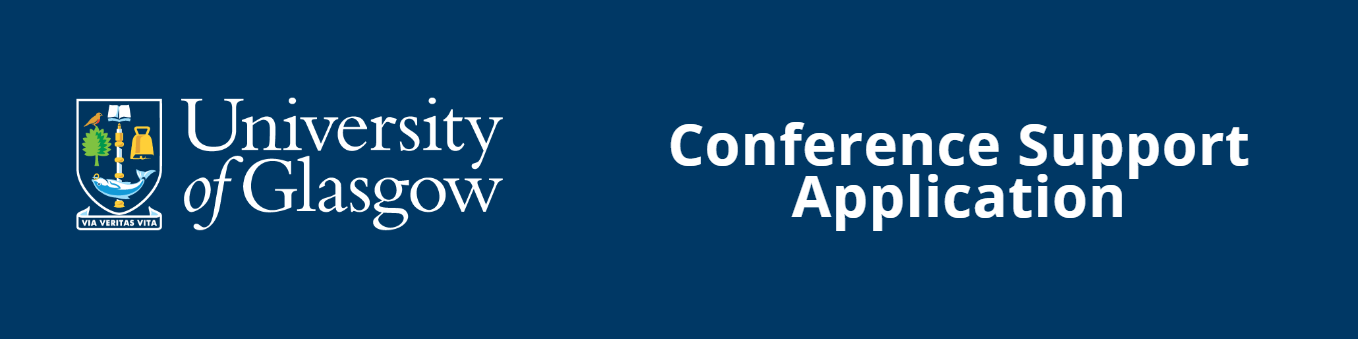 University
of Glasgow
VIA VERITAS VITA
Conference Support
Application